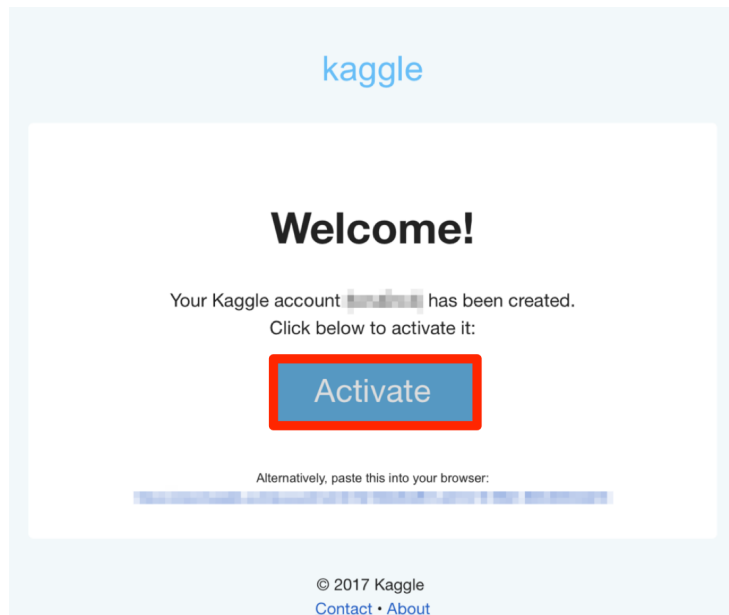 kaggle
Welcome!
Your Kaggle account has been created.
Click below to activate it:
Activate
Alternatively, paste this into your browser:
© 2017 Kaggle
Contact • About